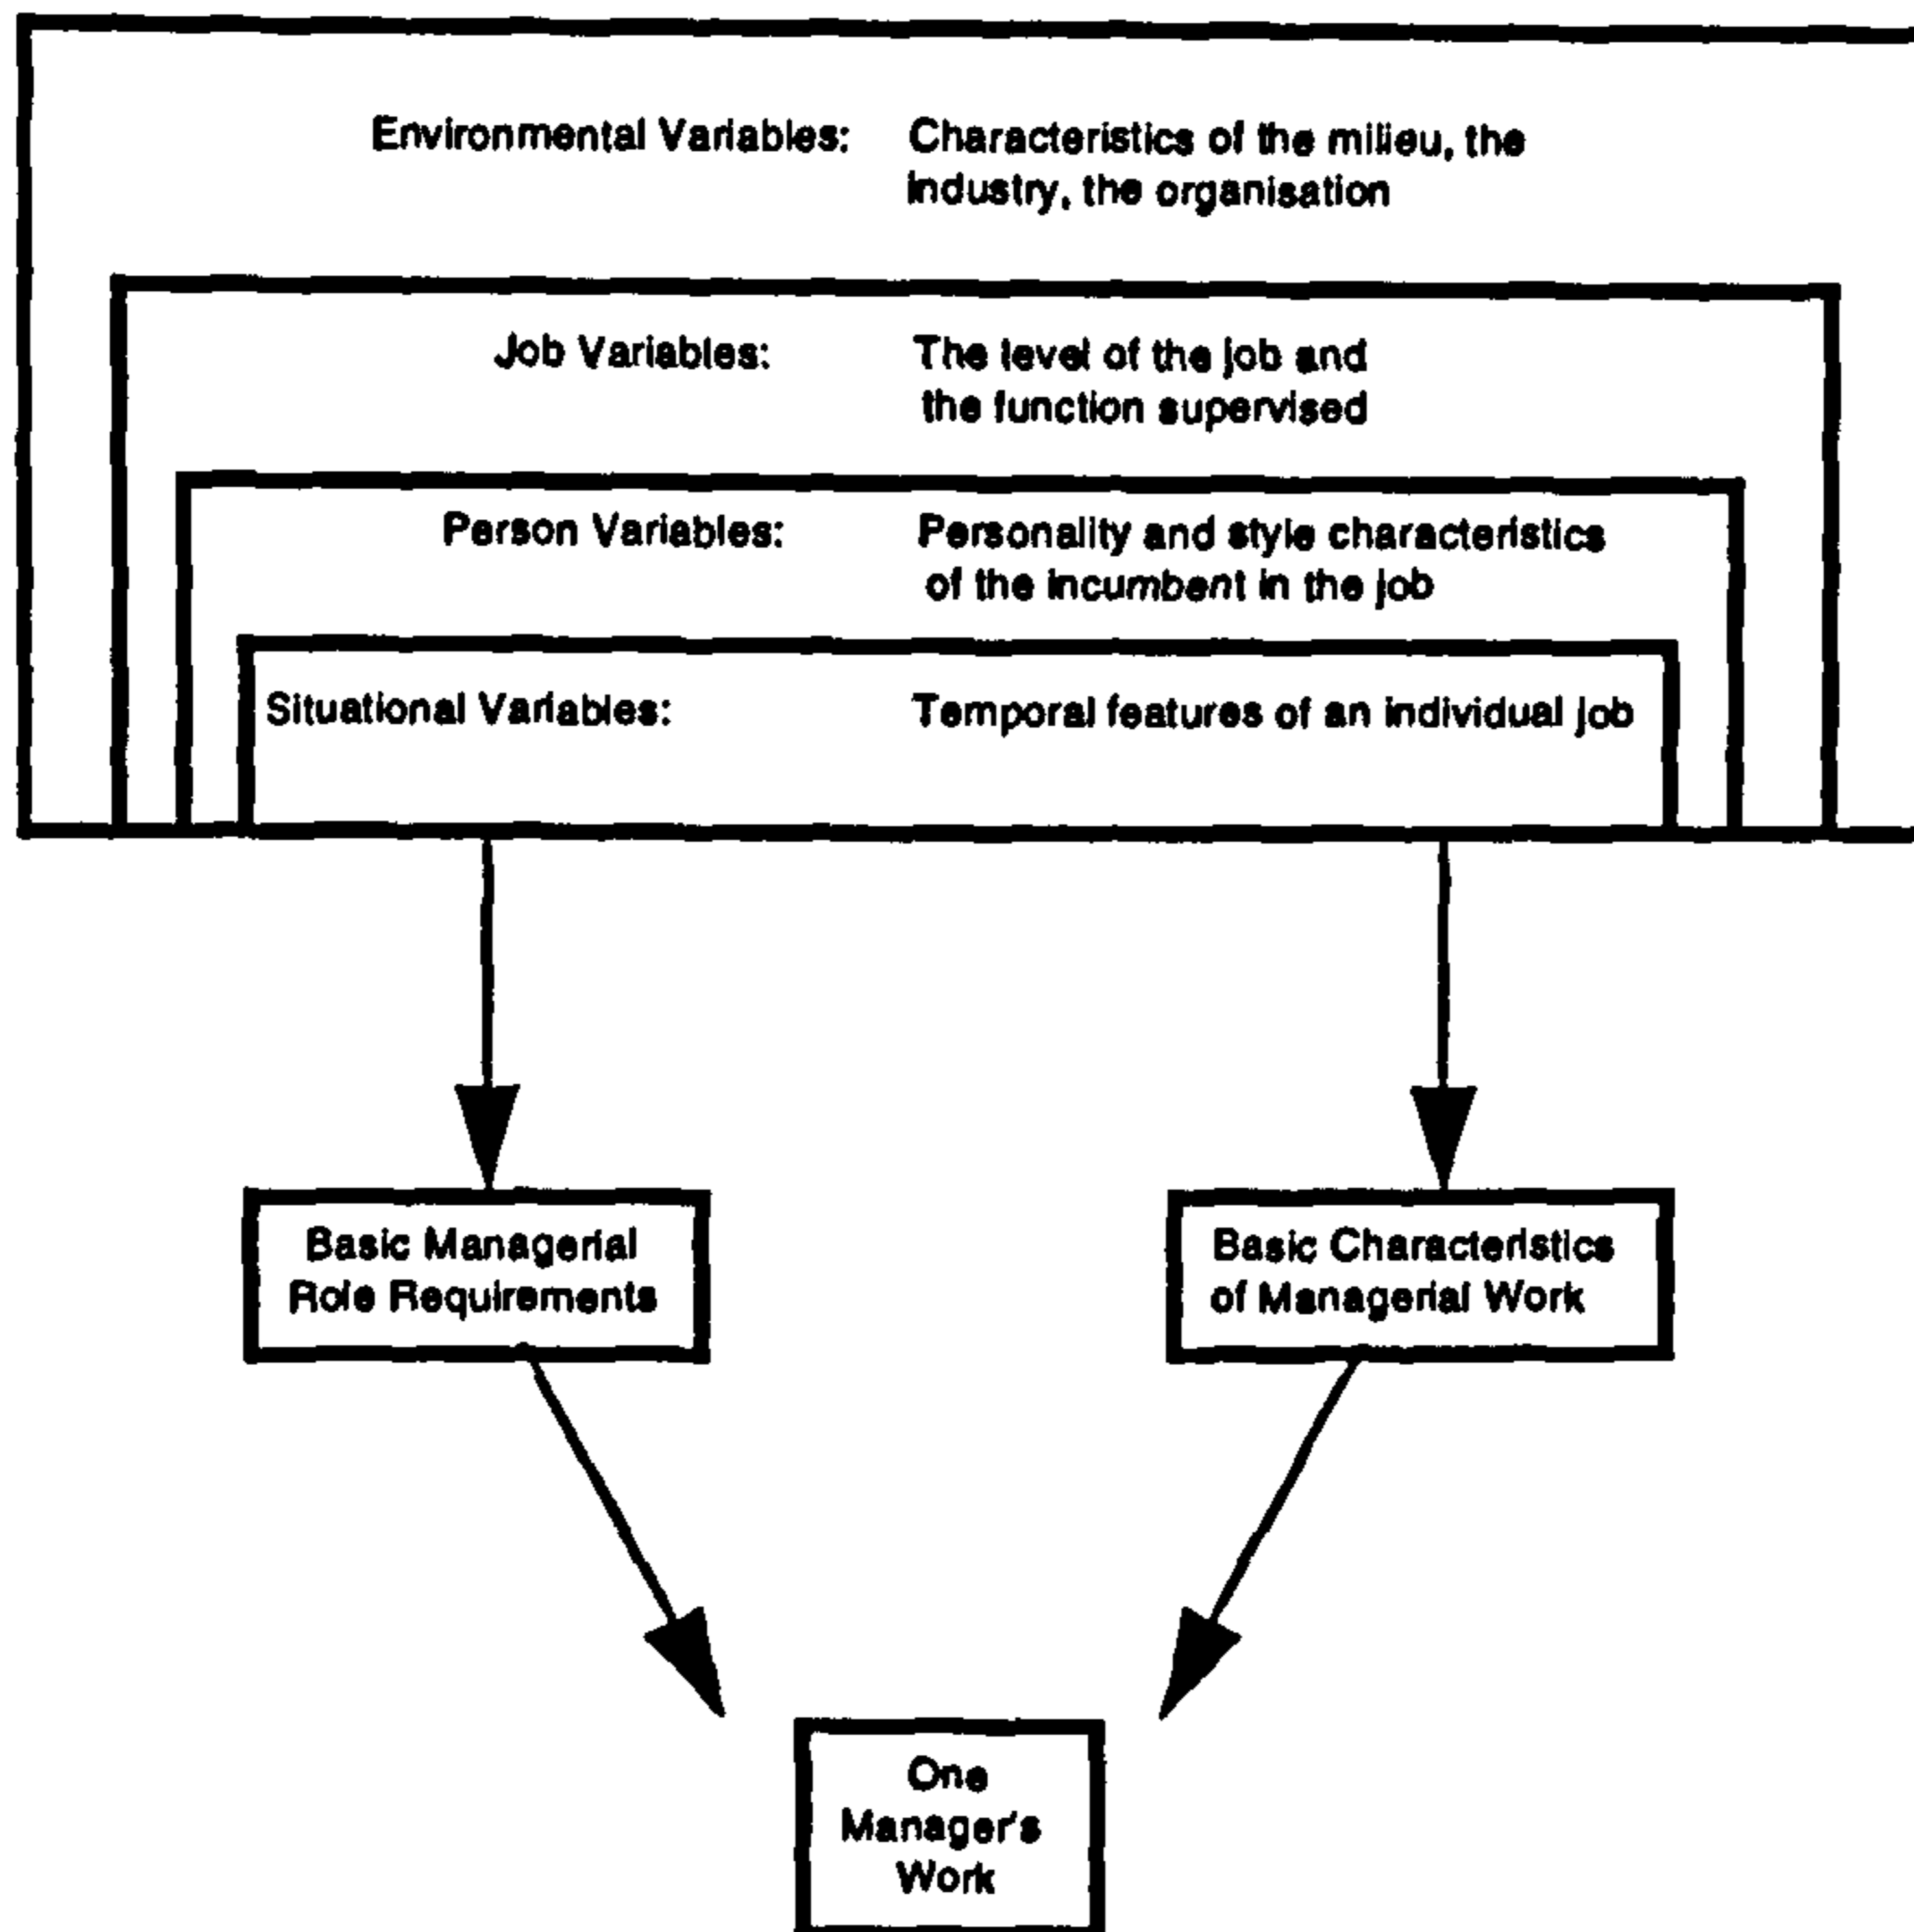 Environmental Variables: Characteristics of the milieu, the
industry, the organisation
Job Variables: The level of the job and
the function supervised
Person Variables: Personality and style characteristics
of the incumbent in the job
Situational Variables: Temporal features of an individual job
Basic Managerial
Role Requirements
Basic Characteristics
of Managerial Work
One
Manager's
Work